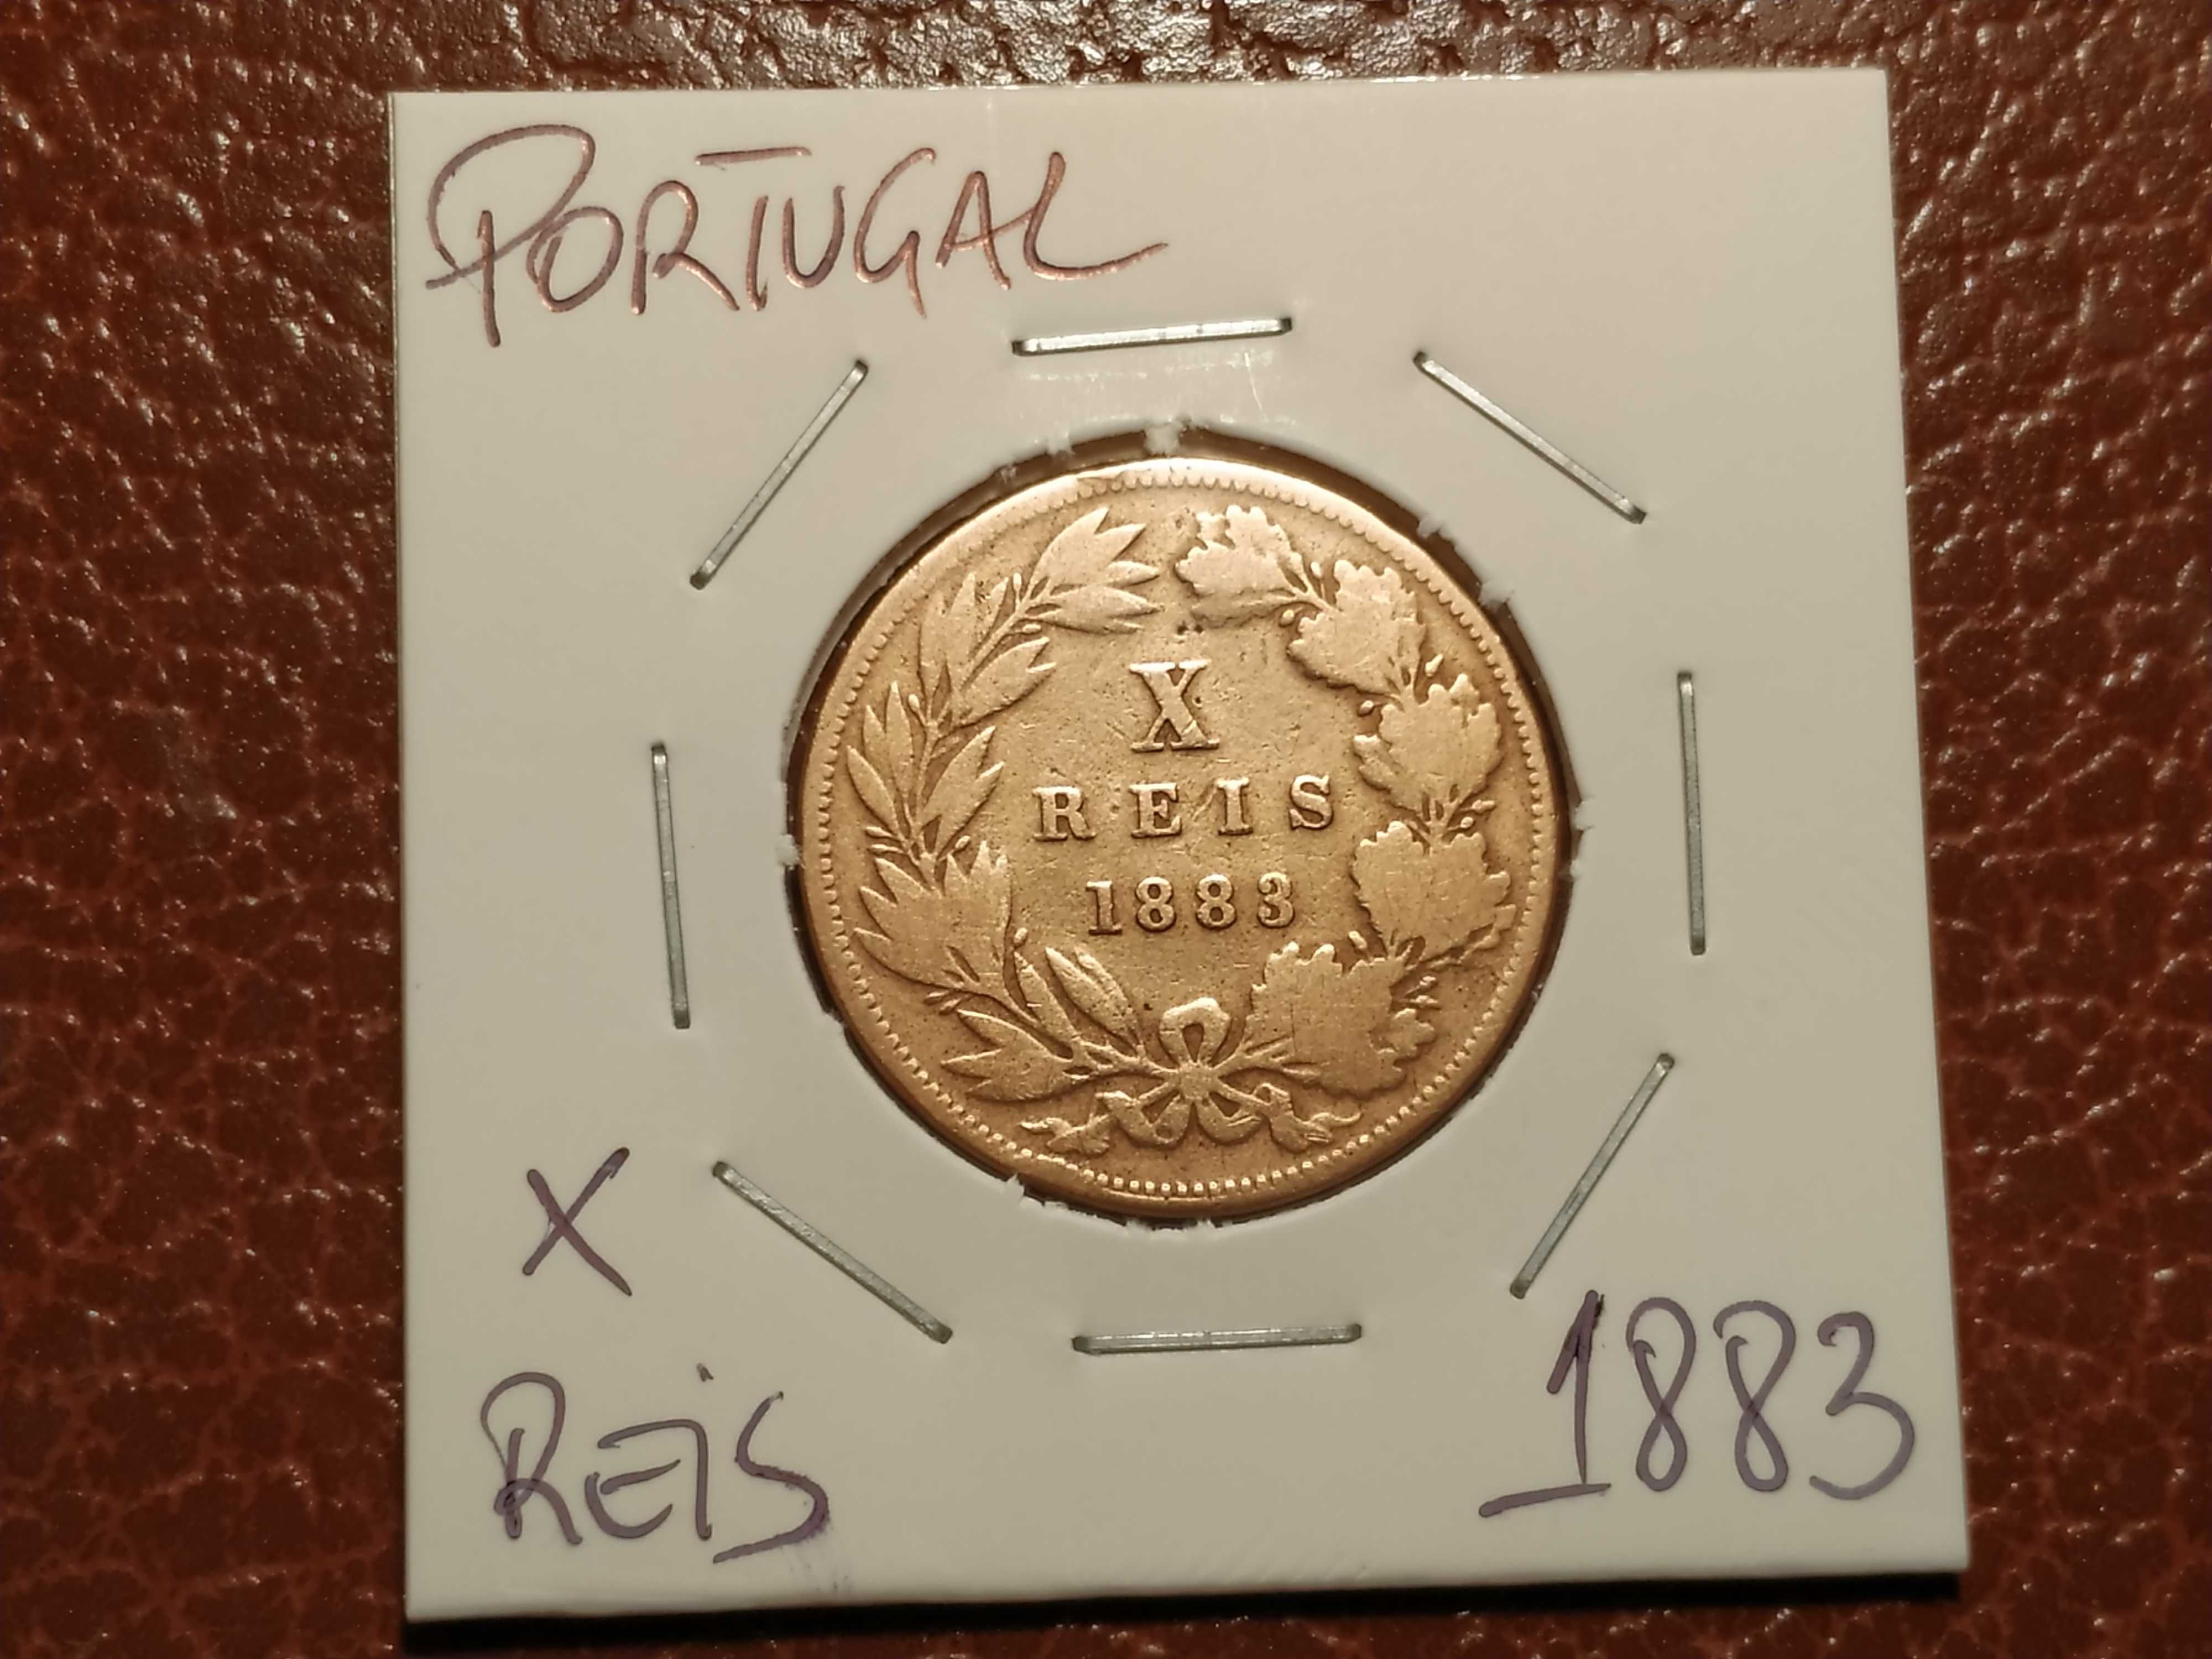 PORTUGAL
X
REIS
1883
X
REiS
1883